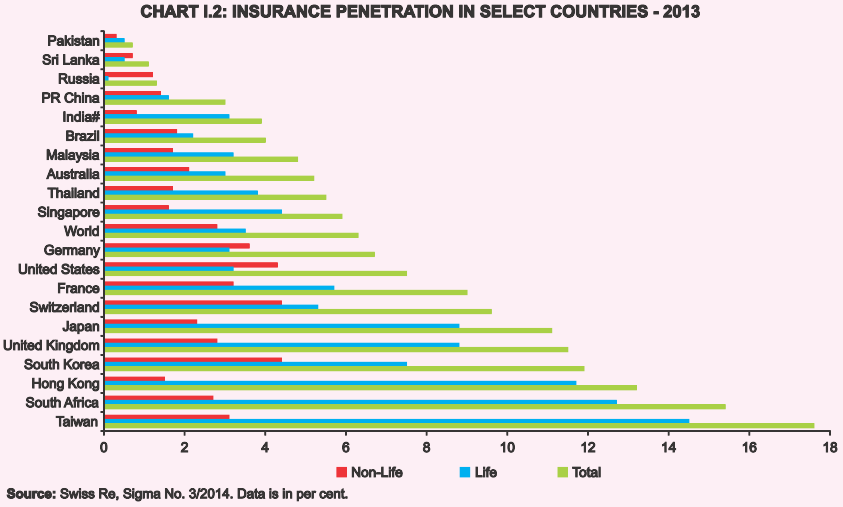 CHART I.2: INSURANCE PENETRATION IN SELECT COUNTRIES - 2013
Pakistan
Sri Lanka
Russia
PR China
India#
Brazil
Malaysia
Australia
Thailand
Singapore
World
Germany
United States
France
Switzerland
Japan
United Kingdom
South Korea
Hong Kong
South Africa
Taiwan
0 2 4 6 8 10 12 14 16 18
Non-Life Life Total
Source: Swiss Re, Sigma No. 3/2014. Data is in per cent.